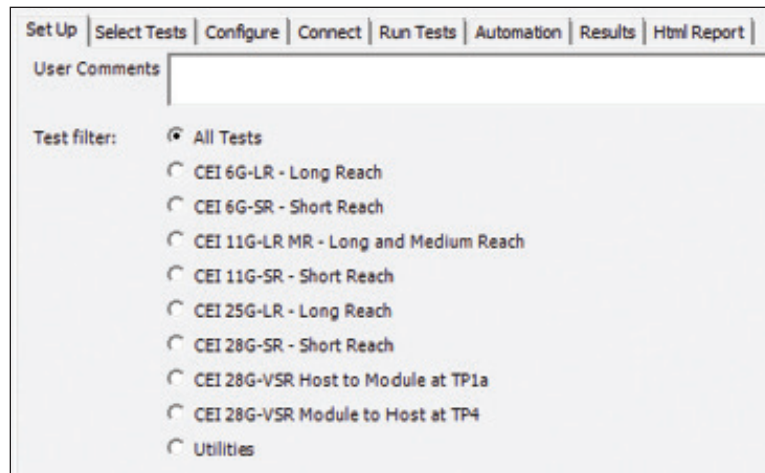 Set Up Select Tests Configure Connect Run Tests Automation Results Html Report
User Comments
Test filter: All Tests
CEI 6G-LR - Long Reach
CEI 6G-SR - Short Reach
CEI 11G-LR MR - Long and Medium Reach
CEI 11G-SR - Short Reach
CEI 25G-LR - Long Reach
CEI 28G-SR - Short Reach
CEI 28G-VSR Host to Module at TP1a
CEI 28G-VSR Module to Host at TP4
Utilities